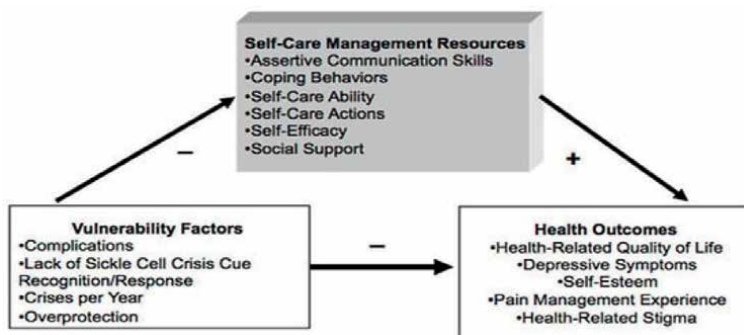 Self-Care Management Resources
•Assertive Communication Skills
•Coping Behaviors
•Self-Care Ability
•Self-Care Actions
•Self-Efficacy
•Social Support
–
+
Vulnerability Factors
•Complications
•Lack of Sickle Cell Crisis Cue
Recognition/Response
•Crises per Year
•Overprotection
–
Health Outcomes
•Health-Related Quality of Life
•Depressive Symptoms
•Self-Esteem
•Pain Management Experience
•Health-Related Stigma